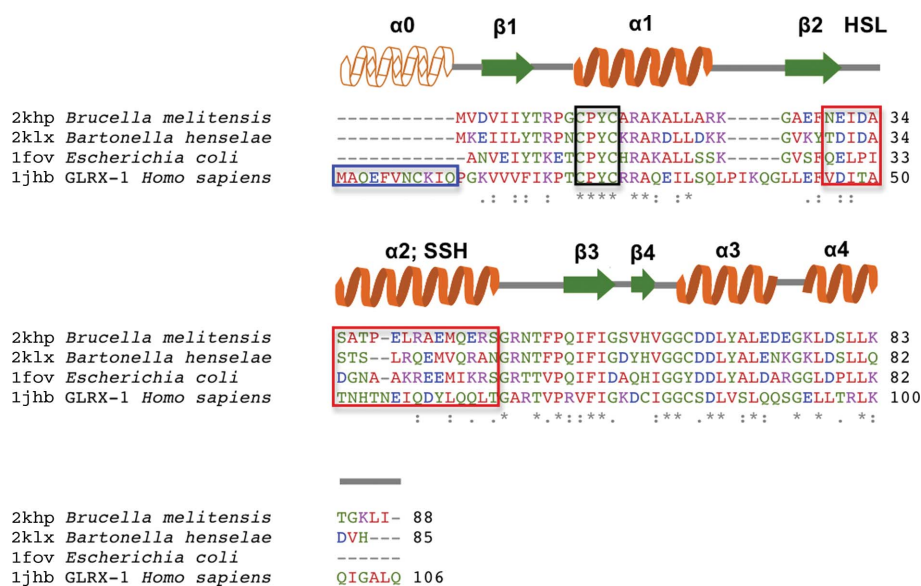 α0 β1 α1 β2 HSL
2khp Brucella melitensis -----------MVDVIIYTRPGCPYCARAKALLARK-----GAEFNEIDA 34
2klx Bartonella henselae -----------MKEIILYTRPNCPYCKRARDLLDKK-----GVKYTDIDA 34
1fov Escherichia coli ------------ANVEIYTKETCPYCHRAKALLSSK-----GVSFQELPI 33
1jhb GLRX-1 Homo sapiens MAQEFVNCKIQPGKVVVFIKPTCPYCRRAQEILSQLPIKQGLLEFVDITA 50
.: :: : **** **: :* .: ::
α2; SSH β3 β4 α3 α4
2khp Brucella melitensis SATP-ELRAEMQERSGRNTFPQIFIGSVHVGGCDDLYALEDEGKLDSLLK 83
2klx Bartonella henselae STS--LRQEMVQRANGRNTFPQIFIGDYHVGGCDDLYALENKGKLDSLLQ 82
1fov Escherichia coli DGNA-AKREEMIKRSGRTTVPQIFIDAQHIGGYDDLYALDARGGLDPLLK 82
1jhb GLRX-1 Homo sapiens TNHTNEIQDYLQQLTGARTVPRVFIGKDCIGGCSDLVSLQQSGELLTRLK 100
: : . .* *.*::**. :** .** :* * * . *:
2khp Brucella melitensis TGKLI- 88
2klx Bartonella henselae DVH--- 85
1fov Escherichia coli ------
1jhb GLRX-1 Homo sapiens QIGALQ 106